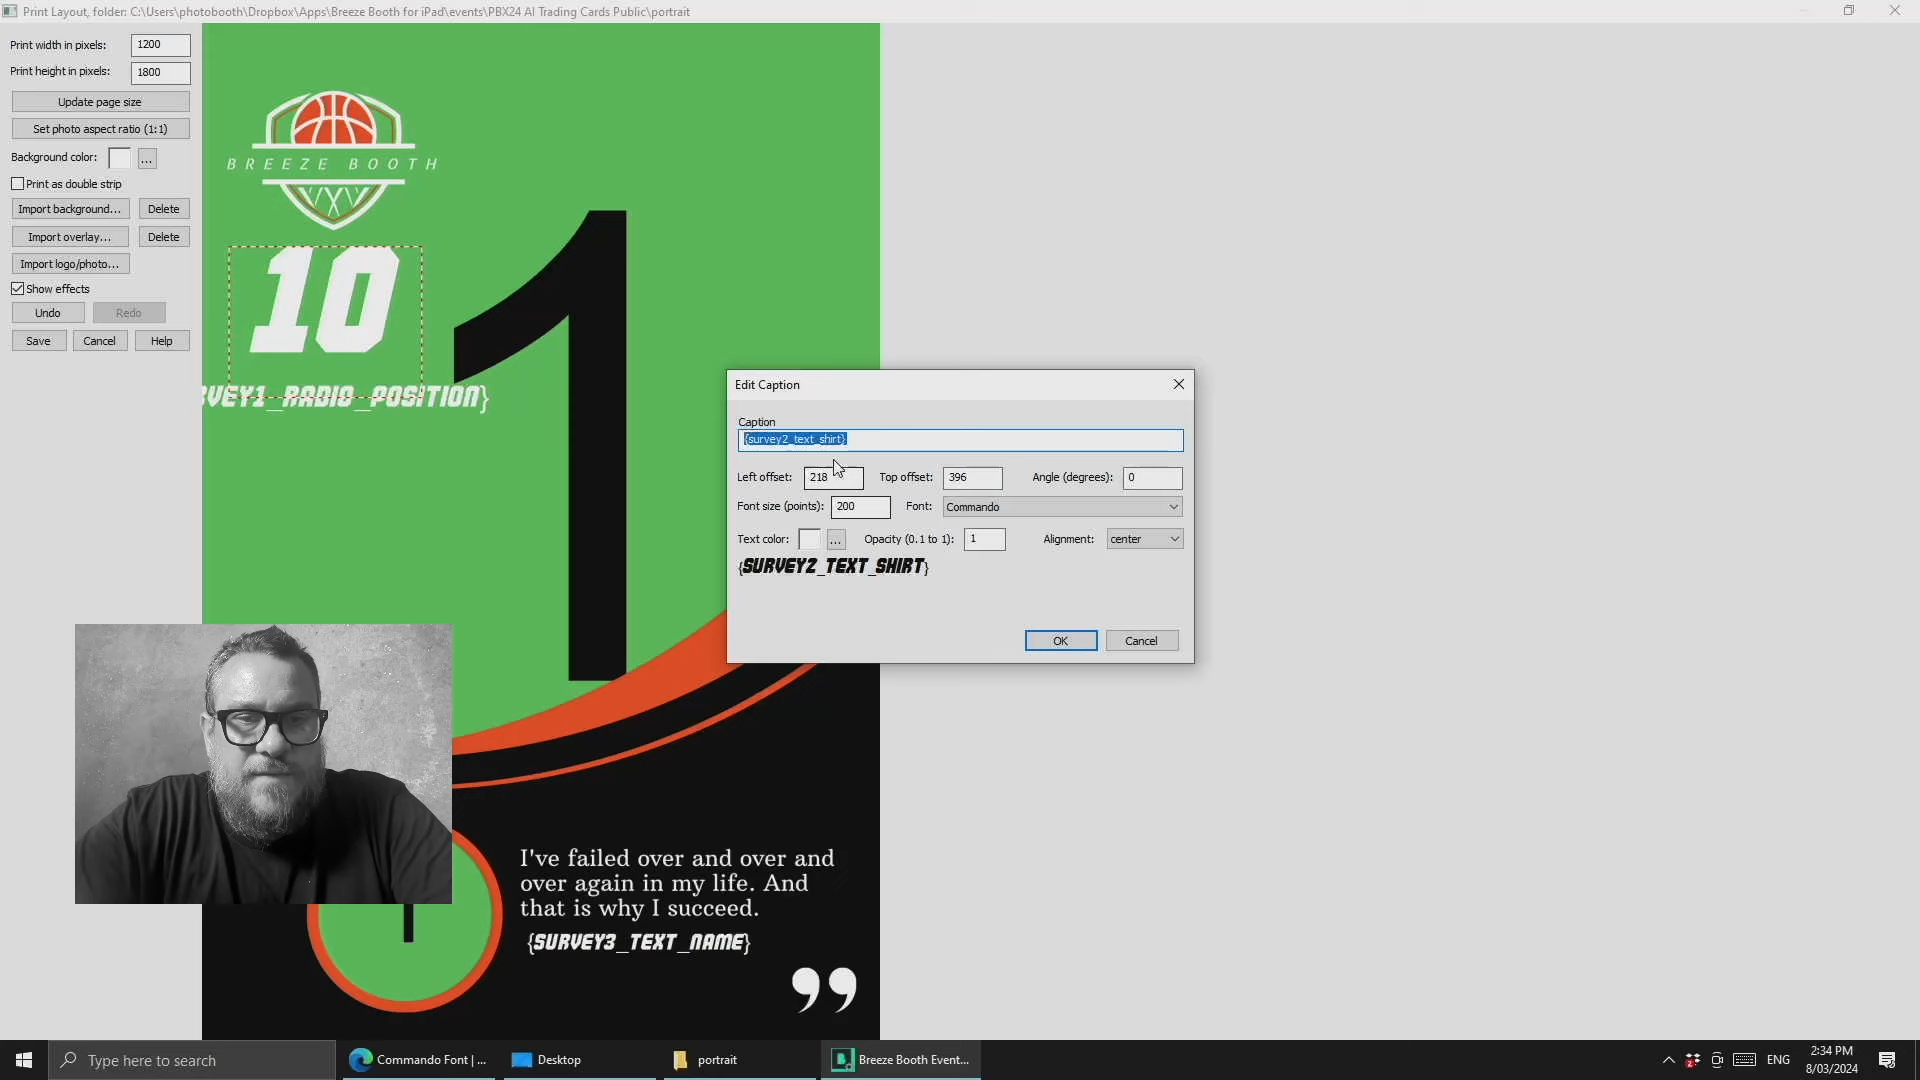 Print Layout, folder: C:\Users\photobooth\Dropbox\Apps\Breeze Booth for iPad\events\PBX24 AI Trading Cards Public\portrait
Print width in pixels: 1200
Print height in pixels: 1800
Update page size
Set photo aspect ratio (1:1)
Background color: ...
Print as double strip
Import background... Delete
Import overlay... Delete
Import logo/photo...
Show effects
Undo Redo
Save Cancel Help
BREEZE BOOTH
10
RVEY1_RADIO_POSITION}
1
Edit Caption
Caption
{survey2_text_shirt}
Left offset: 218 Top offset: 396 Angle (degrees): 0
Font size (points): 200 Font: Commando
Text color: ... Opacity (0.1 to 1): 1 Alignment: center
{SURVEY2_TEXT_SHIRT}
OK Cancel
I've failed over and over and
over again in my life. And
that is why I succeed.
{SURVEY3_TEXT_NAME}
”
Type here to search
Commando Font | ...
Desktop
portrait
Breeze Booth Event...
ENG
2:34 PM
8/03/2024